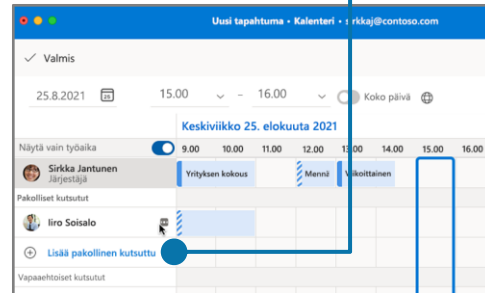 Uusi tapahtuma • Kalenteri • sirkkaj@contoso.com
Valmis
25.8.2021 15.00 – 16.00 Koko päivä
Keskiviikko 25. elokuuta 2021
Näytä vain työaika 9.00 10.00 11.00 12.00 13.00 14.00 15.00 16.00
Sirkka Jantunen
Järjestäjä
Yrityksen kokous Mennä Viikoittainen
Pakolliset kutsutut
Iiro Soisalo
Lisää pakollinen kutsuttu
Vapaaehtoiset kutsutut